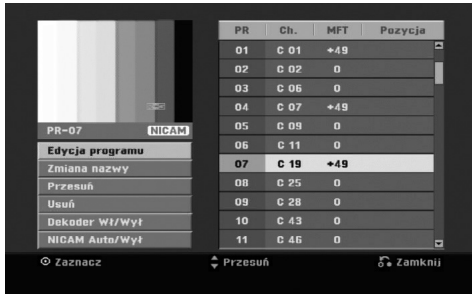 PR Ch. MFT Pozycja
01 C 01 +49
02 C 02 0
03 C 06 0
04 C 07 +49
05 C 09 0
06 C 11 0
07 C 19 +49
08 C 25 0
09 C 28 0
10 C 43 0
11 C 46 0
PR-07 NICAM
Edycja programu
Zmiana nazwy
Przesuń
Usuń
Dekoder Wł/Wył
NICAM Auto/Wył
Zaznacz Przesuń Zamknij